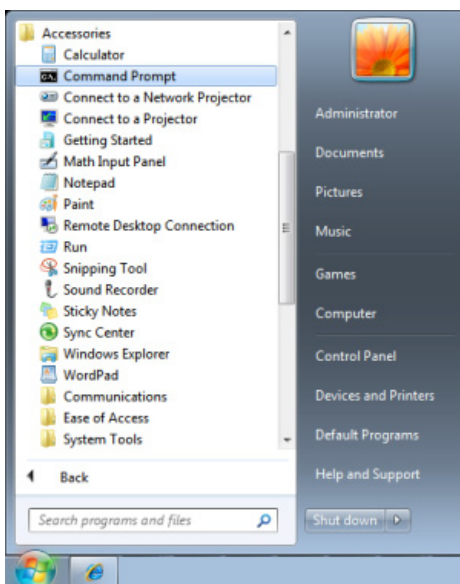 Accessories
Calculator
Command Prompt
Connect to a Network Projector
Connect to a Projector
Getting Started
Math Input Panel
Notepad
Paint
Remote Desktop Connection
Run
Snipping Tool
Sound Recorder
Sticky Notes
Sync Center
Windows Explorer
WordPad
Communications
Ease of Access
System Tools
Back
Search programs and files
Administrator
Documents
Pictures
Music
Games
Computer
Control Panel
Devices and Printers
Default Programs
Help and Support
Shut down